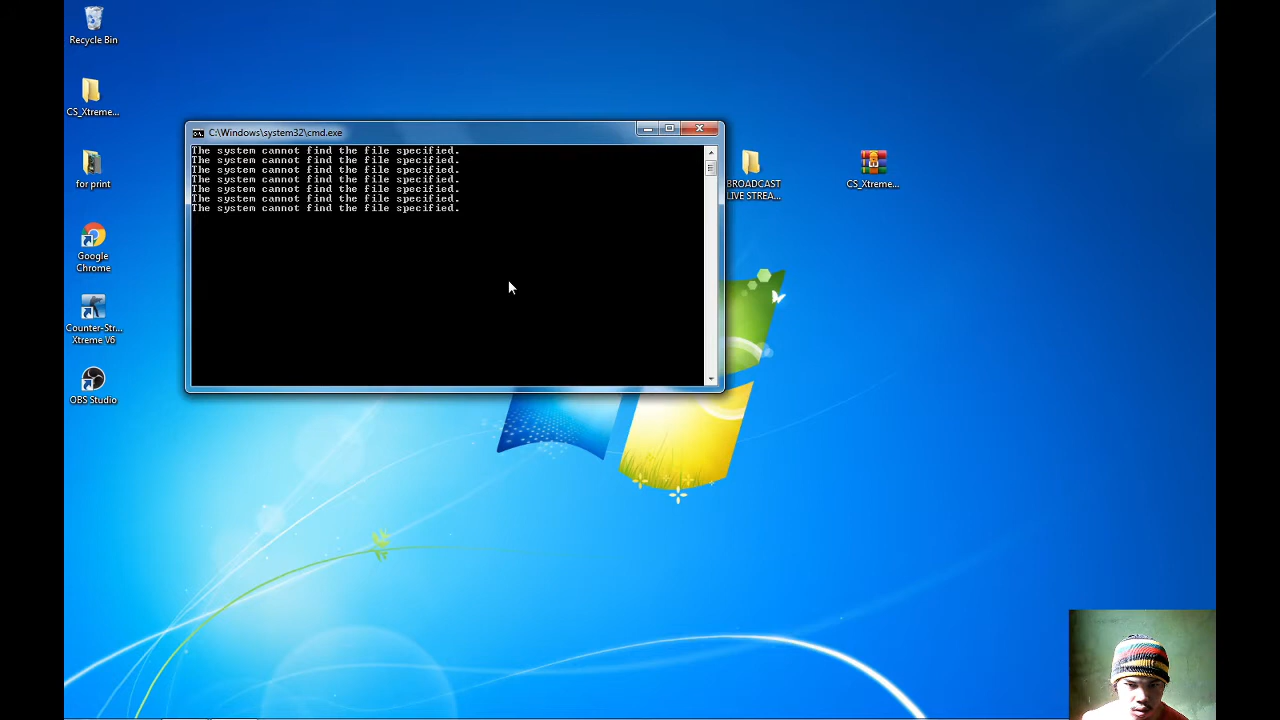 Recycle Bin
CS_Xtreme...
for print
Google
Chrome
Counter-Str...
Xtreme V6
OBS Studio
C:\Windows\system32\cmd.exe
The system cannot find the file specified.
The system cannot find the file specified.
The system cannot find the file specified.
The system cannot find the file specified.
The system cannot find the file specified.
The system cannot find the file specified.
The system cannot find the file specified.
BROADCAST
LIVE STREA...
CS_Xtreme...